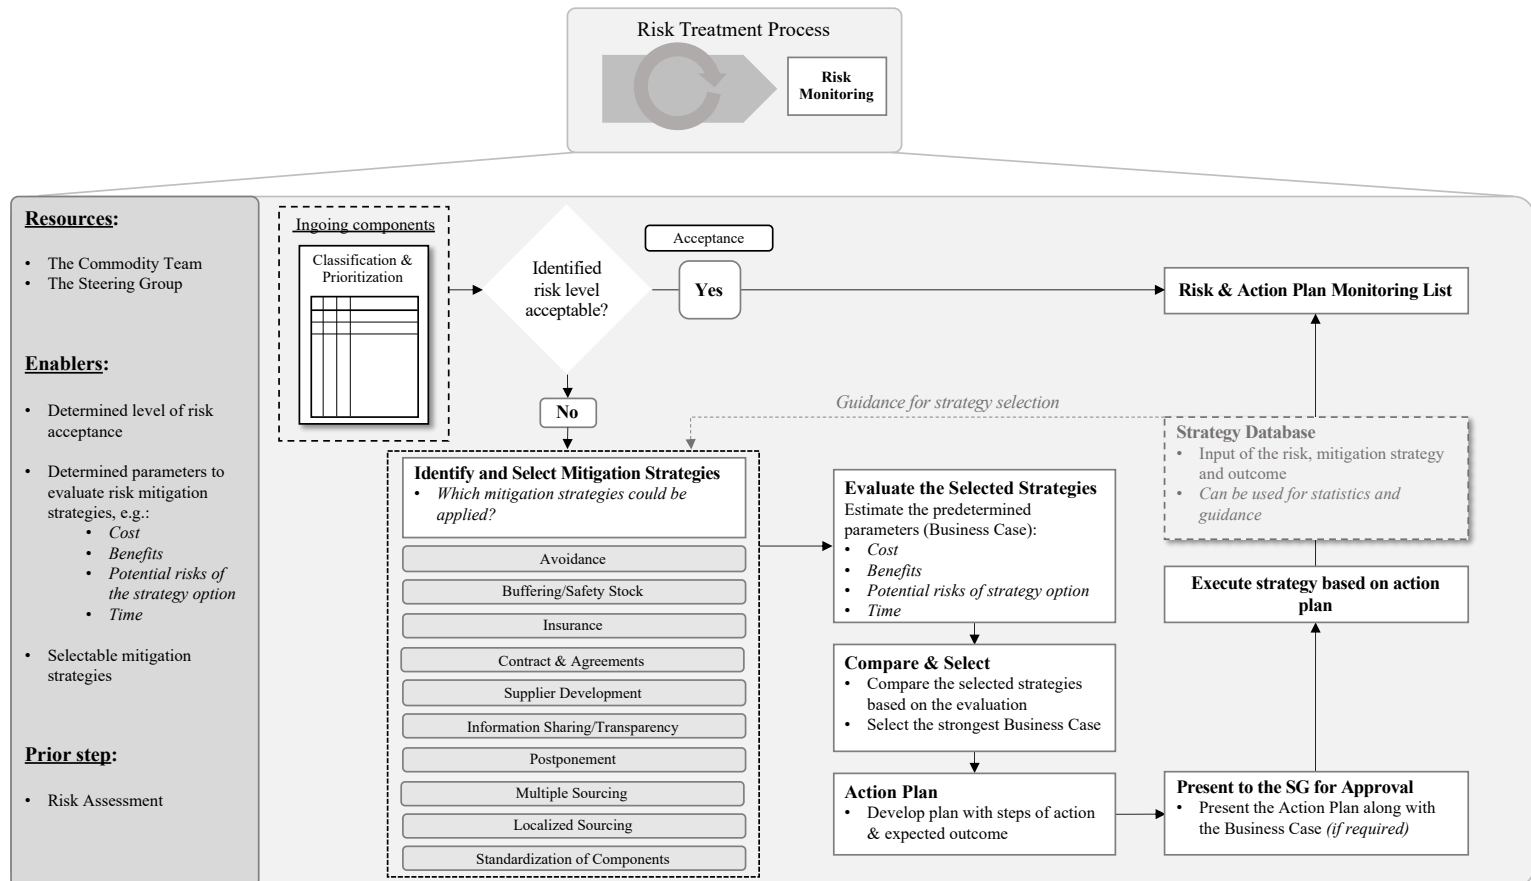 Risk Treatment Process
Risk
Monitoring
Resources:
• The Commodity Team
• The Steering Group
Enablers:
• Determined level of risk
acceptance
• Determined parameters to
evaluate risk mitigation
strategies, e.g.:
• Cost
• Benefits
• Potential risks of
the strategy option
• Time
• Selectable mitigation
strategies
Prior step:
• Risk Assessment
Ingoing components
Classification &
Prioritization
Identified
risk level
acceptable?
Acceptance
Yes
No
Risk & Action Plan Monitoring List
Guidance for strategy selection
Identify and Select Mitigation Strategies
• Which mitigation strategies could be
applied?
Avoidance
Buffering/Safety Stock
Insurance
Contract & Agreements
Supplier Development
Information Sharing/Transparency
Postponement
Multiple Sourcing
Localized Sourcing
Standardization of Components
Evaluate the Selected Strategies
Estimate the predetermined
parameters (Business Case):
• Cost
• Benefits
• Potential risks of strategy option
• Time
Compare & Select
• Compare the selected strategies
based on the evaluation
• Select the strongest Business Case
Action Plan
• Develop plan with steps of action
& expected outcome
Strategy Database
• Input of the risk, mitigation strategy
and outcome
• Can be used for statistics and
guidance
Execute strategy based on action
plan
Present to the SG for Approval
• Present the Action Plan along with
the Business Case (if required)